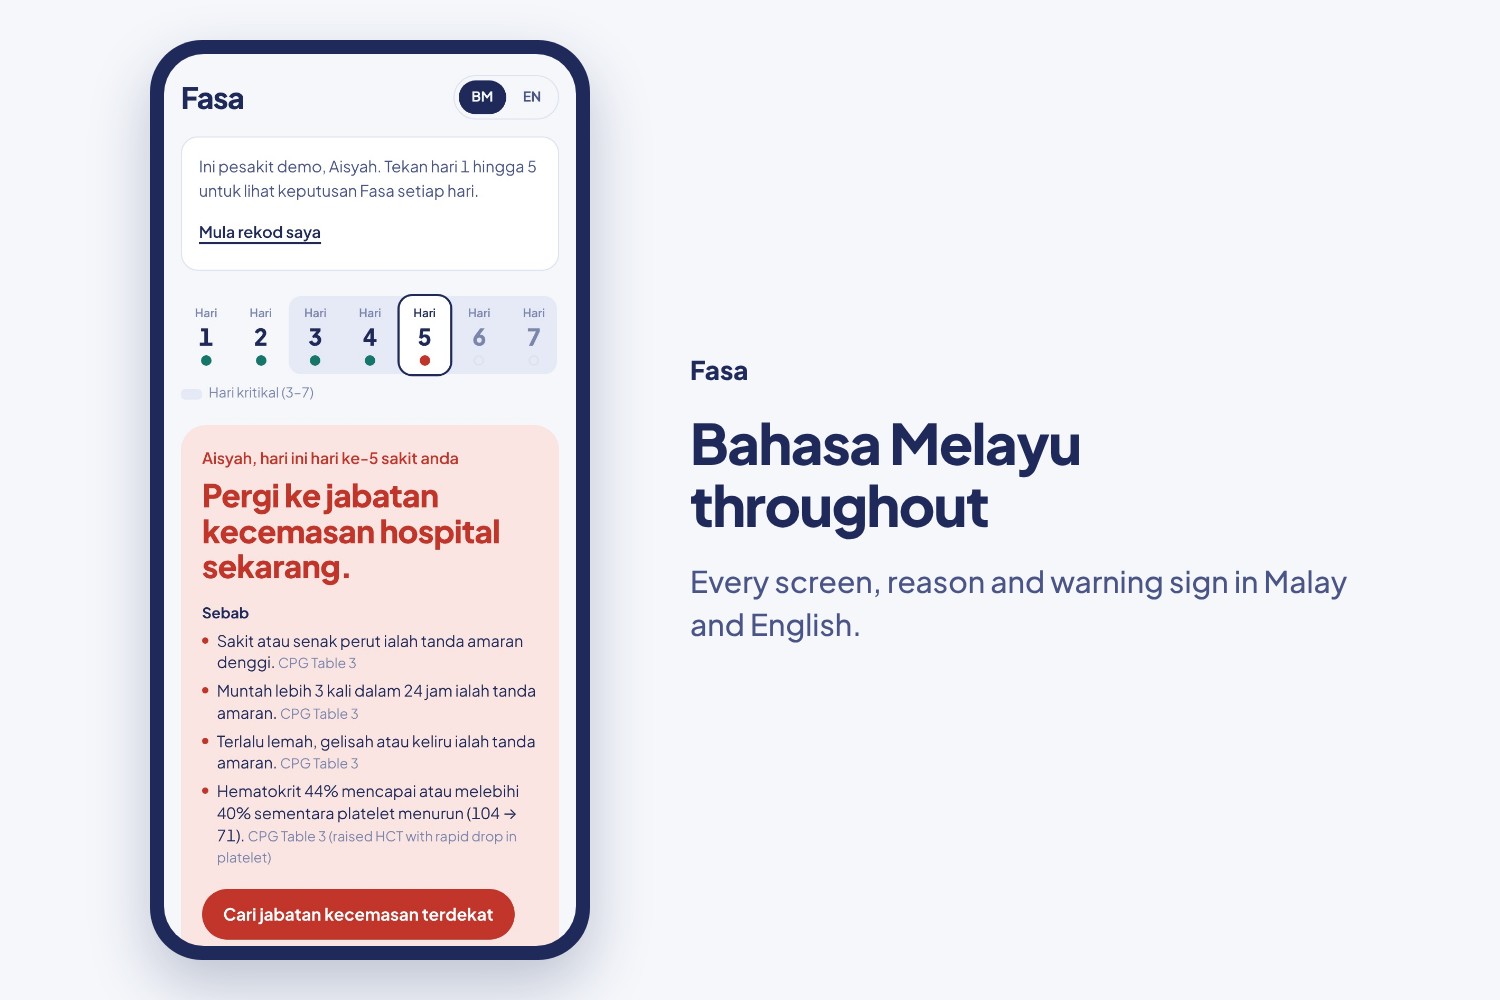 Fasa
BM EN
Ini pesakit demo, Aisyah. Tekan hari 1 hingga 5
untuk lihat keputusan Fasa setiap hari.
Mula rekod saya
Hari Hari Hari Hari Hari Hari Hari
1 2 3 4 5 6 7
Hari kritikal (3–7)
Aisyah, hari ini hari ke-5 sakit anda
Pergi ke jabatan
kecemasan hospital
sekarang.
Sebab
• Sakit atau senak perut ialah tanda amaran
denggi. CPG Table 3
• Muntah lebih 3 kali dalam 24 jam ialah tanda
amaran. CPG Table 3
• Terlalu lemah, gelisah atau keliru ialah tanda
amaran. CPG Table 3
• Hematokrit 44% mencapai atau melebihi
40% sementara platelet menurun (104 →
71). CPG Table 3 (raised HCT with rapid drop in
platelet)
Cari jabatan kecemasan terdekat
Fasa
Bahasa Melayu
throughout
Every screen, reason and warning sign in Malay
and English.